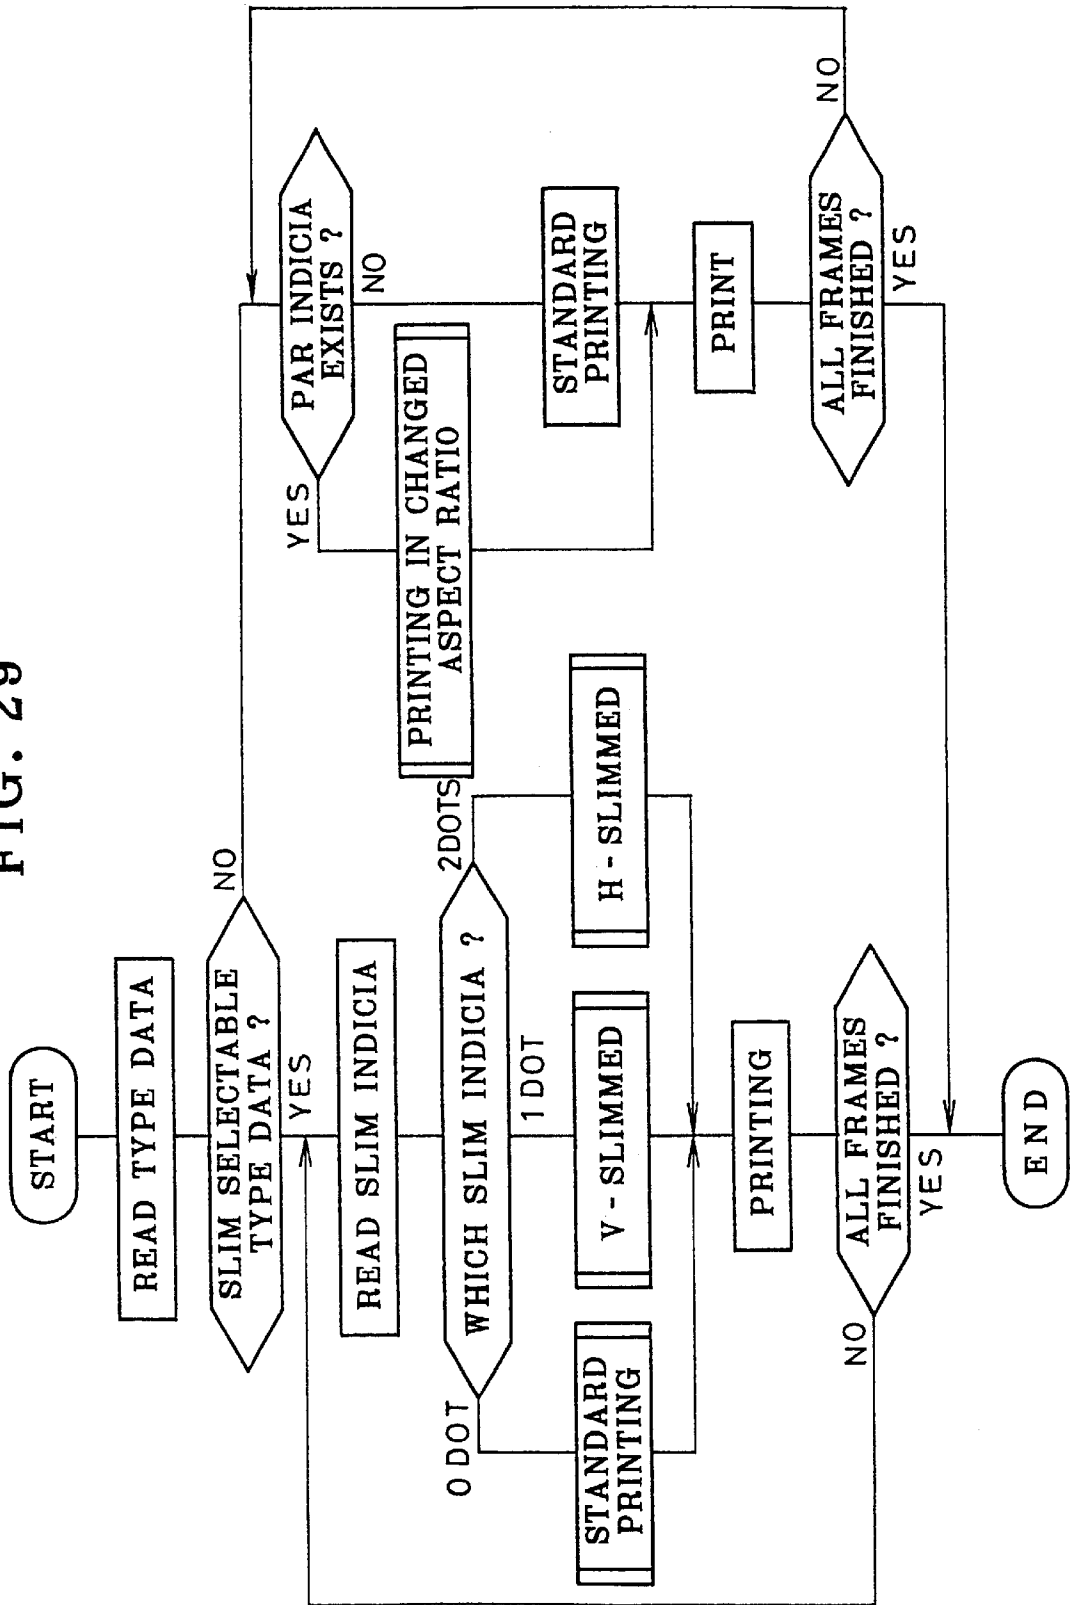 FIG. 29
START
READ TYPE DATA
SLIM SELECTABLE
TYPE DATA ?
NO
YES
READ SLIM INDICIA
WHICH SLIM INDICIA ?
0 DOT
1 DOT
2DOTS
STANDARD
PRINTING
V - SLIMMED
H - SLIMMED
PRINTING
ALL FRAMES
FINISHED ?
NO
YES
END
PAR INDICIA
EXISTS ?
YES
NO
PRINTING IN CHANGED
ASPECT RATIO
STANDARD
PRINTING
PRINT
ALL FRAMES
FINISHED ?
NO
YES